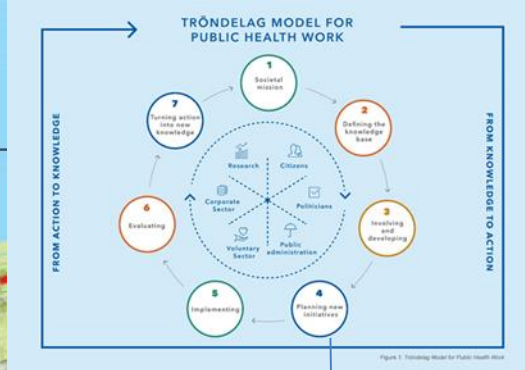 TRÖNDELAG MODEL FOR
PUBLIC HEALTH WORK
FROM ACTION TO KNOWLEDGE
FROM KNOWLEDGE TO ACTION
1
Societal
mission
2
Defining the
knowledge
base
3
Involving
and
developing
4
Planning new
initiatives
5
Implementing
6
Evaluating
7
Turning action
into new
knowledge
Research
Citizens
Corporate
Sector
Politicians
Voluntary
Sector
Public
administration
Figure 1: Tröndelag Model for Public Health Work